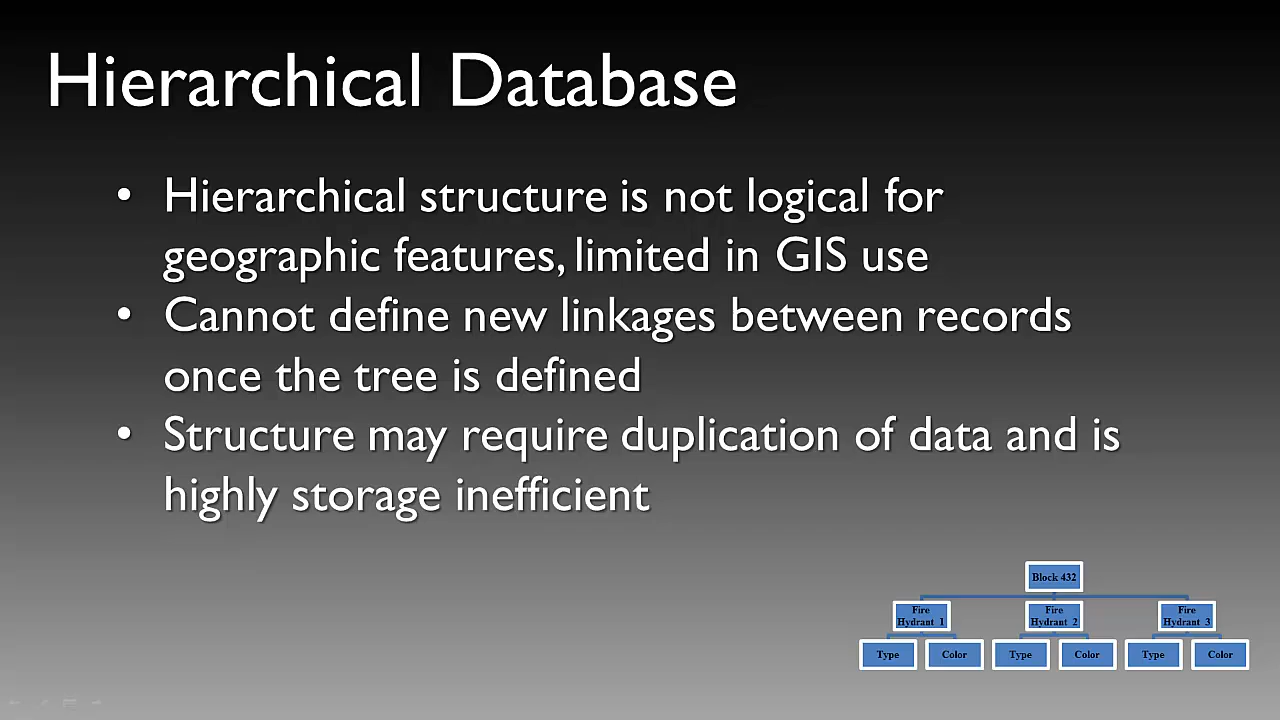 Hierarchical Database
• Hierarchical structure is not logical for
geographic features, limited in GIS use
• Cannot define new linkages between records
once the tree is defined
• Structure may require duplication of data and is
highly storage inefficient
Block 432
Fire Hydrant 1
Fire Hydrant 2
Fire Hydrant 3
Type
Color
Type
Color
Type
Color